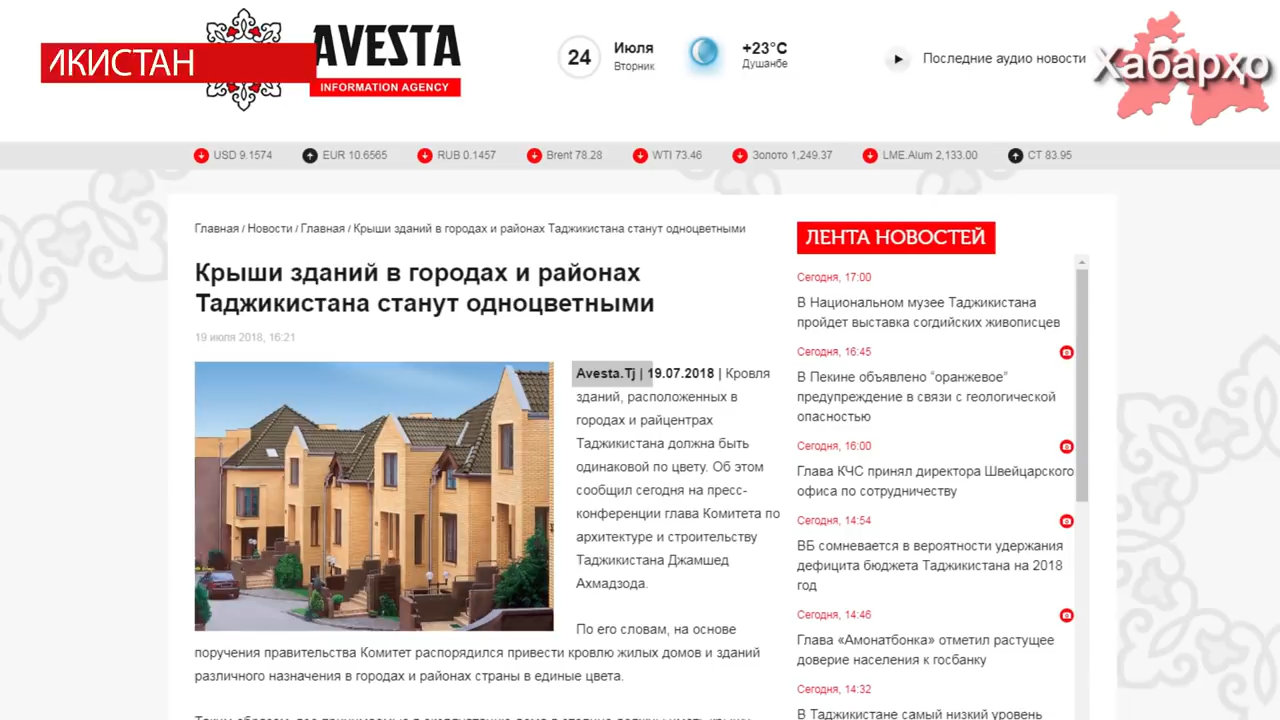 ИКИСТАН
AVESTA
INFORMATION AGENCY
24
Июля
Вторник
+23°C
Душанбе
Последние аудио новости
Хабарҳо
USD 9.1574
EUR 10.6565
RUB 0.1457
Brent 78.28
WTI 73.46
Золото 1,249.37
LME.Alum 2,133.00
CT 83.95
Главная / Новости / Главная / Крыши зданий в городах и районах Таджикистана станут одноцветными
Крыши зданий в городах и районах
Таджикистана станут одноцветными
19 июля 2018, 16:21
Avesta.Tj | 19.07.2018 | Кровля
зданий, расположенных в
городах и райцентрах
Таджикистана должна быть
одинаковой по цвету. Об этом
сообщил сегодня на пресс-
конференции глава Комитета по
архитектуре и строительству
Таджикистана Джамшед
Ахмадзода.
По его словам, на основе
поручения правительства Комитет распорядился привести кровлю жилых домов и зданий
различного назначения в городах и районах страны в единые цвета.
ЛЕНТА НОВОСТЕЙ
Сегодня, 17:00
В Национальном музее Таджикистана
пройдет выставка согдийских живописцев
Сегодня, 16:45
В Пекине объявлено “оранжевое”
предупреждение в связи с геологической
опасностью
Сегодня, 16:00
Глава КЧС принял директора Швейцарского
офиса по сотрудничеству
Сегодня, 14:54
ВБ сомневается в вероятности удержания
дефицита бюджета Таджикистана на 2018
год
Сегодня, 14:46
Глава «Амонатбонка» отметил растущее
доверие населения к госбанку
Сегодня, 14:32
В Таджикистане самый низкий уровень